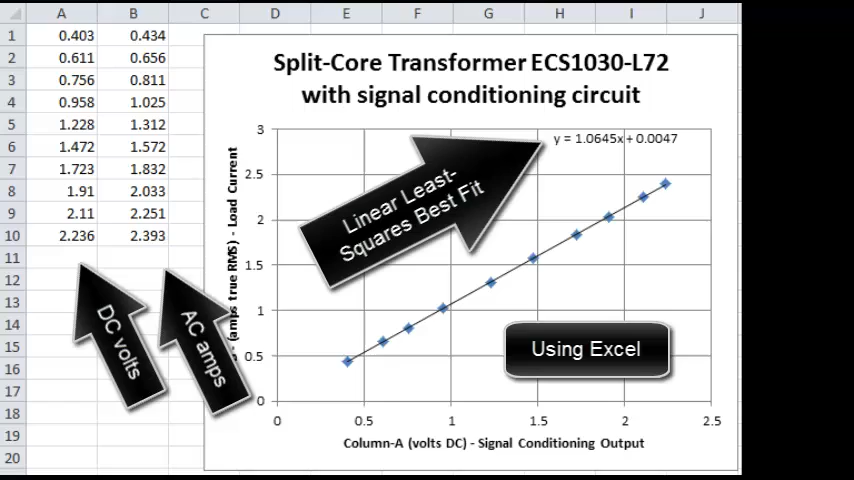 A B C D E F G H I J
1 0.403 0.434
2 0.611 0.656
3 0.756 0.811
4 0.958 1.025
5 1.228 1.312
6 1.472 1.572
7 1.723 1.832
8 1.91 2.033
9 2.11 2.251
10 2.236 2.393
11
12
13
14
15
16
17
18
19
20
Split-Core Transformer ECS1030-L72
with signal conditioning circuit
y = 1.0645x + 0.0047
Linear Least-
Squares Best Fit
3
2.5
2
1.5
1
0.5
0
0 0.5 1 1.5 2 2.5
(amps true RMS) - Load Current
Column-A (volts DC) - Signal Conditioning Output
DC volts
AC amps
Using Excel